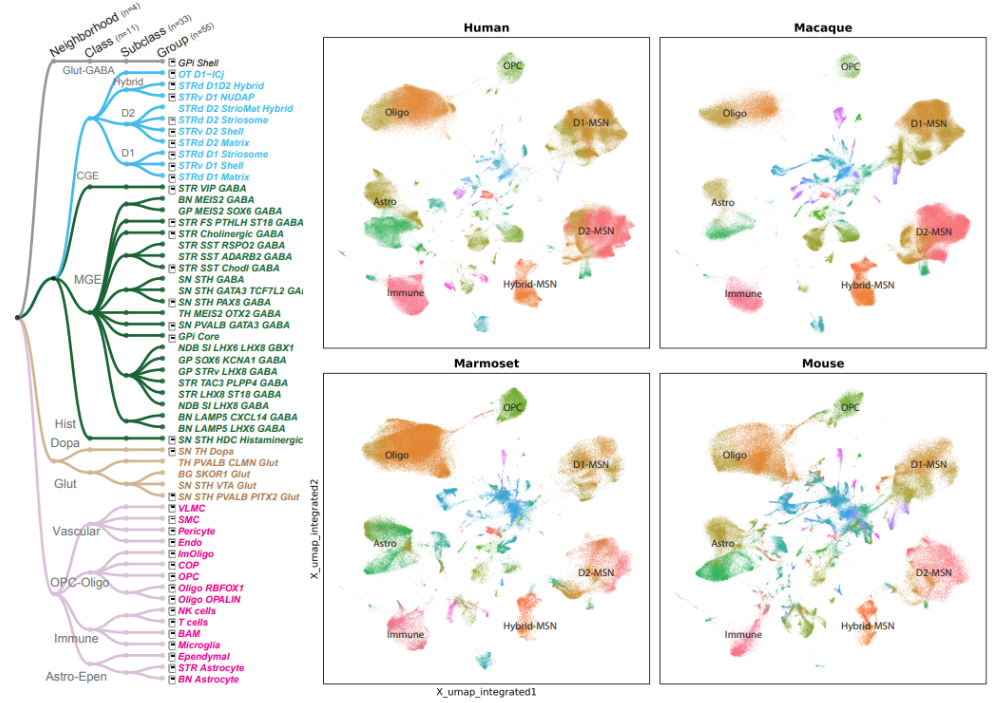 Neighborhood (n=4)
Class (n=11)
Subclass (n=33)
Group (n=55)
Glut-GABA
GPi Shell
OT D1-ICj
Hybrid
STRd D1D2 Hybrid
STRv D1 NUDAP
STRd D2 StrioMat Hybrid
D2
STRd D2 Striosome
STRv D2 Shell
STRd D2 Matrix
D1
STRd D1 Striosome
STRv D1 Shell
STRd D1 Matrix
CGE
STR VIP GABA
BN MEIS2 GABA
GP MEIS2 SOX6 GABA
STR FS PTHLH ST18 GABA
STR Cholinergic GABA
STR SST RSPO2 GABA
STR SST ADARB2 GABA
STR SST Chodl GABA
MGE
SN STH GABA
SN STH GATA3 TCF7L2 GA
STR STH PAX8 GABA
TH MEIS2 OTX2 GABA
SN PVALB GATA3 GABA
GPi Core
NDB SI LHX6 LHX8 GBX1
GP SOX6 KCNA1 GABA
GP STRv LHX8 GABA
STR TAC3 PLPP4 GABA
STR LHX8 ST18 GABA
NDB SI LHX8 GABA
BN LAMP5 CXCL14 GABA
BN LAMP5 LHX6 GABA
Hist
SN STH HDC Histaminergic
Dopa
SN TH Dopa
TH PVALB CLMN Glut
BG SKOR1 Glut
Glut
SN STH VTA Glut
SN STH PVALB PITX2 Glut
VLMC
SMC
Vascular
Pericyte
Endo
ImOligo
COP
OPC-Oligo
OPC
Oligo RBFOX1
Oligo OPALIN
NK cells
T cells
Immune
BAM
Microglia
Ependymal
Astro-Epen
STR Astrocyte
BN Astrocyte
Human
OPC
Oligo
D1-MSN
Astro
D2-MSN
Immune
Hybrid-MSN
Macaque
OPC
Oligo
D1-MSN
Astro
D2-MSN
Immune
Hybrid-MSN
Marmoset
OPC
Oligo
D1-MSN
Astro
D2-MSN
Immune
Hybrid-MSN
Mouse
OPC
Oligo
D1-MSN
Astro
D2-MSN
Immune
Hybrid-MSN
X_umap_integrated2
X_umap_integrated1